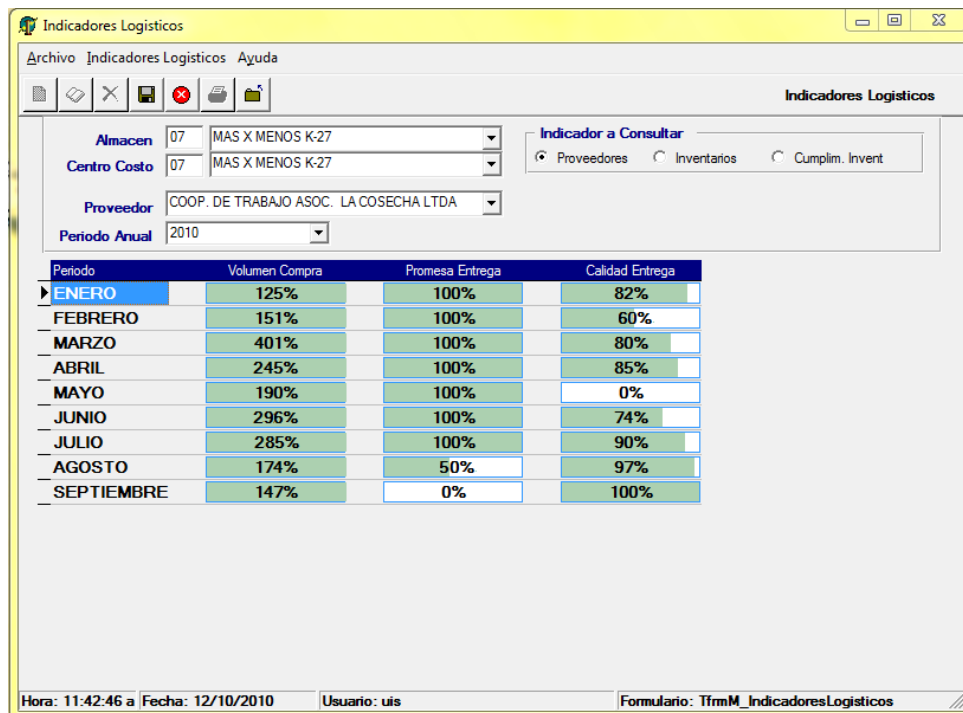 Indicadores Logisticos
Archivo Indicadores Logisticos Ayuda
Indicadores Logisticos
Almacen 07 MAS X MENOS K-27
Centro Costo 07 MAS X MENOS K-27
Proveedor COOP. DE TRABAJO ASOC. LA COSECHA LTDA
Periodo Anual 2010
Indicador a Consultar
Proveedores Inventarios Cumplim. Invent
Periodo Volumen Compra Promesa Entrega Calidad Entrega
ENERO 125% 100% 82%
FEBRERO 151% 100% 60%
MARZO 401% 100% 80%
ABRIL 245% 100% 85%
MAYO 190% 100% 0%
JUNIO 296% 100% 74%
JULIO 285% 100% 90%
AGOSTO 174% 50% 97%
SEPTIEMBRE 147% 0% 100%
Hora: 11:42:46 a Fecha: 12/10/2010 Usuario: uis Formulario: TfrmM_IndicadoresLogisticos